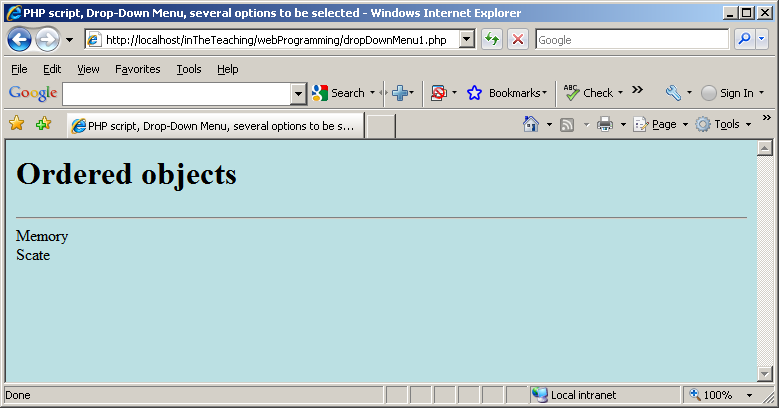 PHP script, Drop-Down Menu, several options to be selected - Windows Internet Explorer
http://localhost/inTheTeaching/webProgramming/dropDownMenu1.php Google
File Edit View Favorites Tools Help
Google Search Bookmarks ABC Check Sign In
PHP script, Drop-Down Menu, several options to be s... Page Tools
Ordered objects
Memory
Scate
Done Local intranet 100%